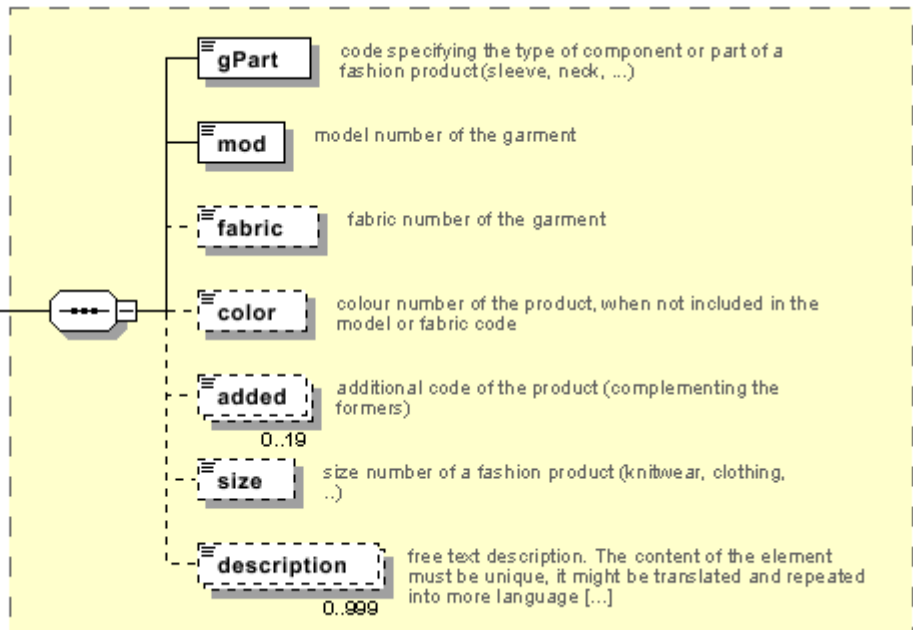 gPart
code specifying the type of component or part of a
fashion product (sleeve, neck, ...)
mod
model number of the garment
fabric
fabric number of the garment
color
colour number of the product, when not included in the
model or fabric code
added
additional code of the product (complementing the
formers)
0..19
size
size number of a fashion product (knitwear, clothing,
..)
description
free text description. The content of the element
must be unique, it might be translated and repeated
into more language [...]
0..999